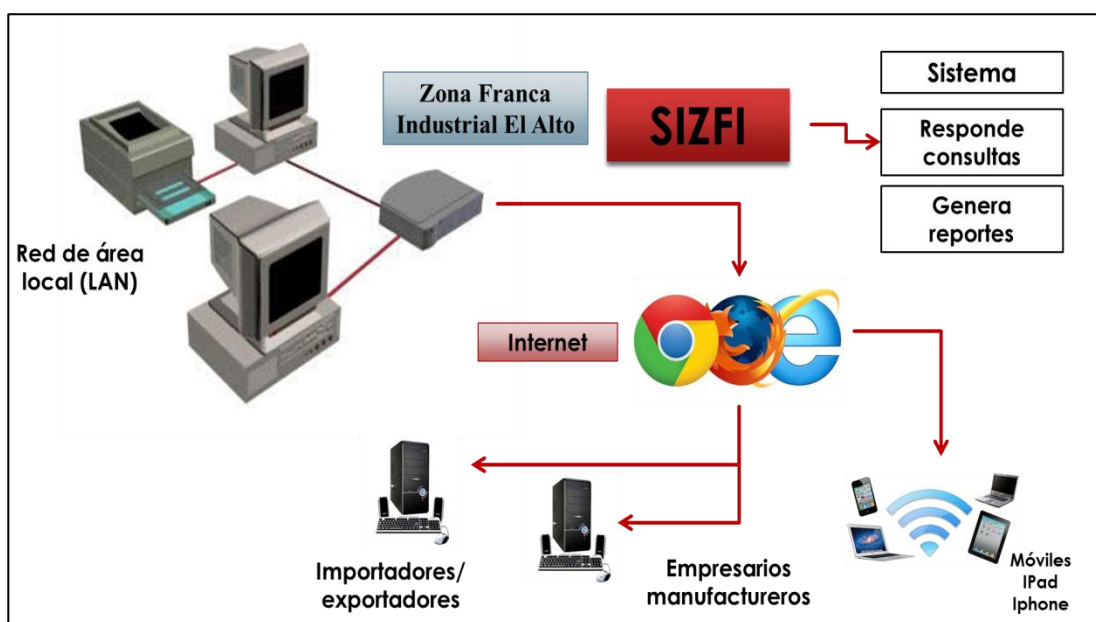 Zona Franca
Industrial El Alto
SIZFI
Sistema
Responde
consultas
Genera
reportes
Red de área
local (LAN)
Internet
Importadores/
exportadores
Empresarios
manufactureros
Móviles
IPad
Iphone